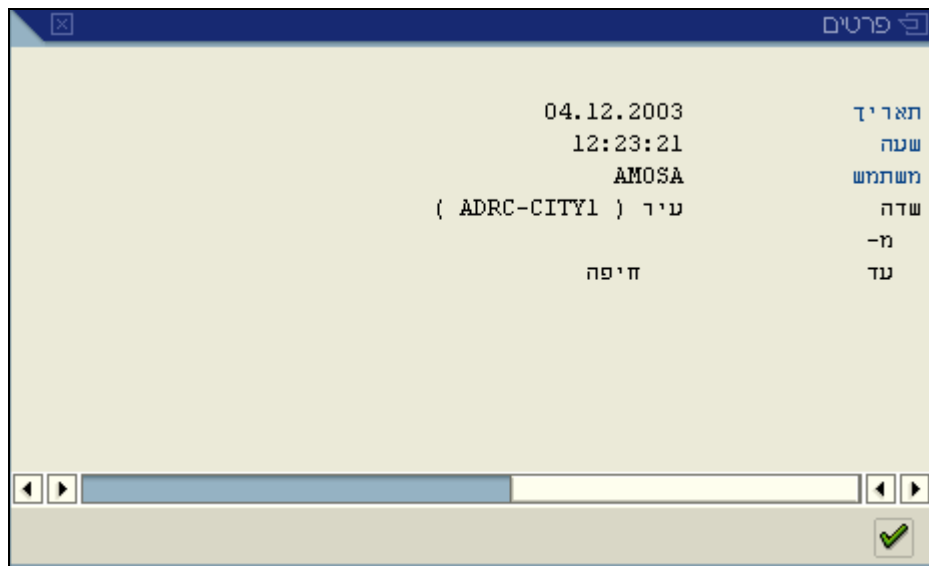 פרטים
תאריך 04.12.2003
שעה 12:23:21
משתמש AMOSA
שדה עיר ( ADRC-CITY1 )
מ-
עד חיפה